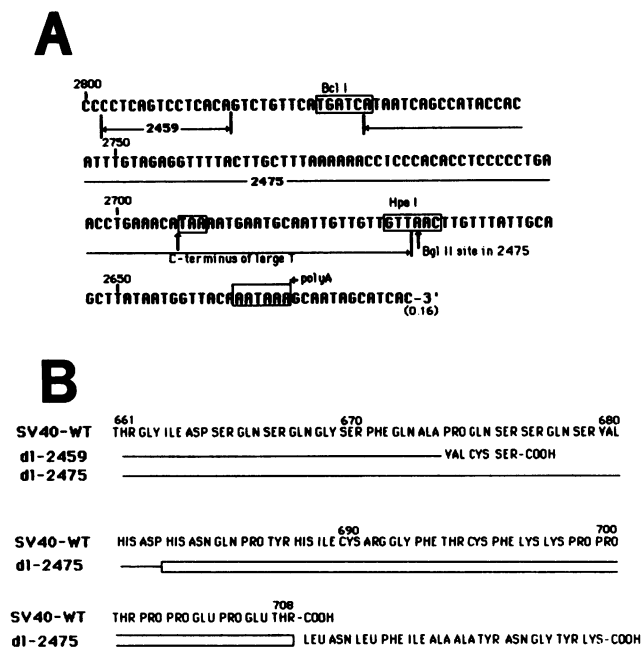 A
Bcl I
2800
CCCCTCAGTCCTCACAGTCTGTTCATGATCATAATCAGCCATACCAC
2459
2750
ATTTGTAGAGGTTTTACTTGCTTTAAAAAACCTCCCACACCTCCCCCTGA
2475
2700
Hpa I
ACCTGAAACATAAAATGAATGCAATTGTTGTTGTTAACTTGTTTATTGCA
C-terminus of large T
Bgl II site in 2475
2650
polyA
GCTTATAATGGTTACAAATAAAGCAATAGCATCAC-3'
(0.16)
B
661 670 680
SV40-WT THR GLY ILE ASP SER GLN SER GLN GLY SER PHE GLN ALA PRO GLN SER SER GLN SER VAL
dl-2459 VAL CYS SER-COOH
dl-2475
690 700
SV40-WT HIS ASP HIS ASN GLN PRO TYR HIS ILE CYS ARG GLY PHE THR CYS PHE LYS LYS PRO PRO
dl-2475
708
SV40-WT THR PRO PRO GLU PRO GLU THR-COOH
dl-2475 LEU ASN LEU PHE ILE ALA ALA TYR ASN GLY TYR LYS-COOH